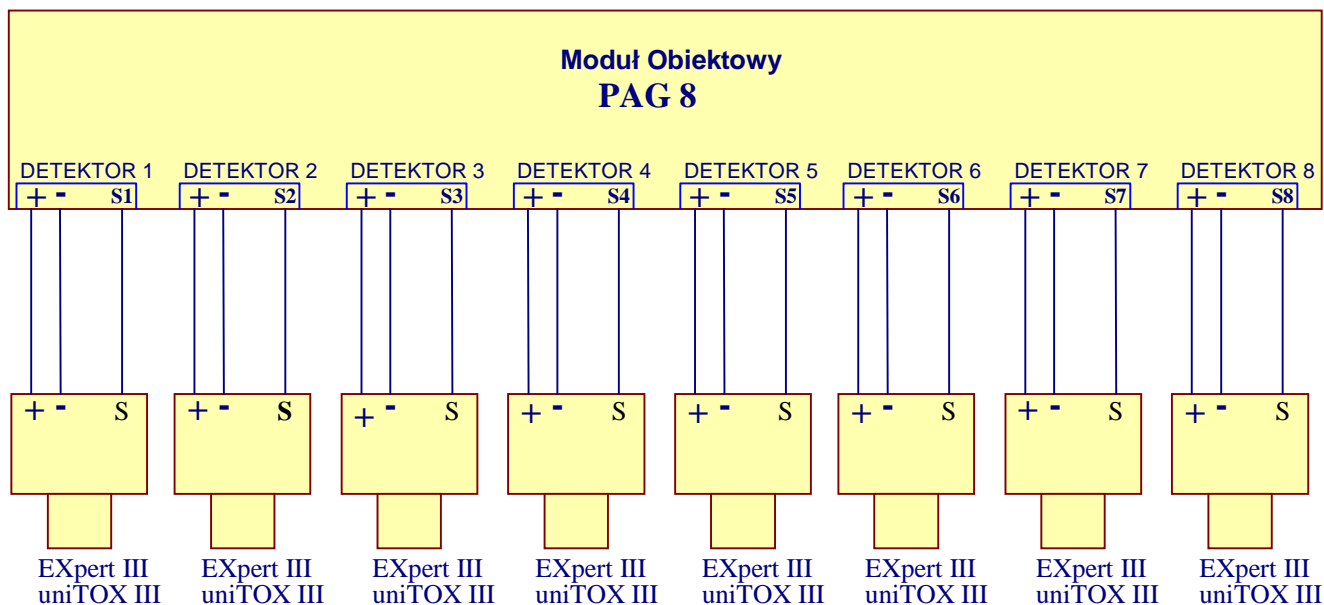 Moduł Obiektowy
PAG 8
DETEKTOR 1 DETEKTOR 2 DETEKTOR 3 DETEKTOR 4 DETEKTOR 5 DETEKTOR 6 DETEKTOR 7 DETEKTOR 8
+ - S1 + - S2 + - S3 + - S4 + - S5 + - S6 + - S7 + - S8
+ - S + - S + - S + - S + - S + - S + - S + - S
EXpert III EXpert III EXpert III EXpert III EXpert III EXpert III EXpert III EXpert III
uniTOX III uniTOX III uniTOX III uniTOX III uniTOX III uniTOX III uniTOX III uniTOX III